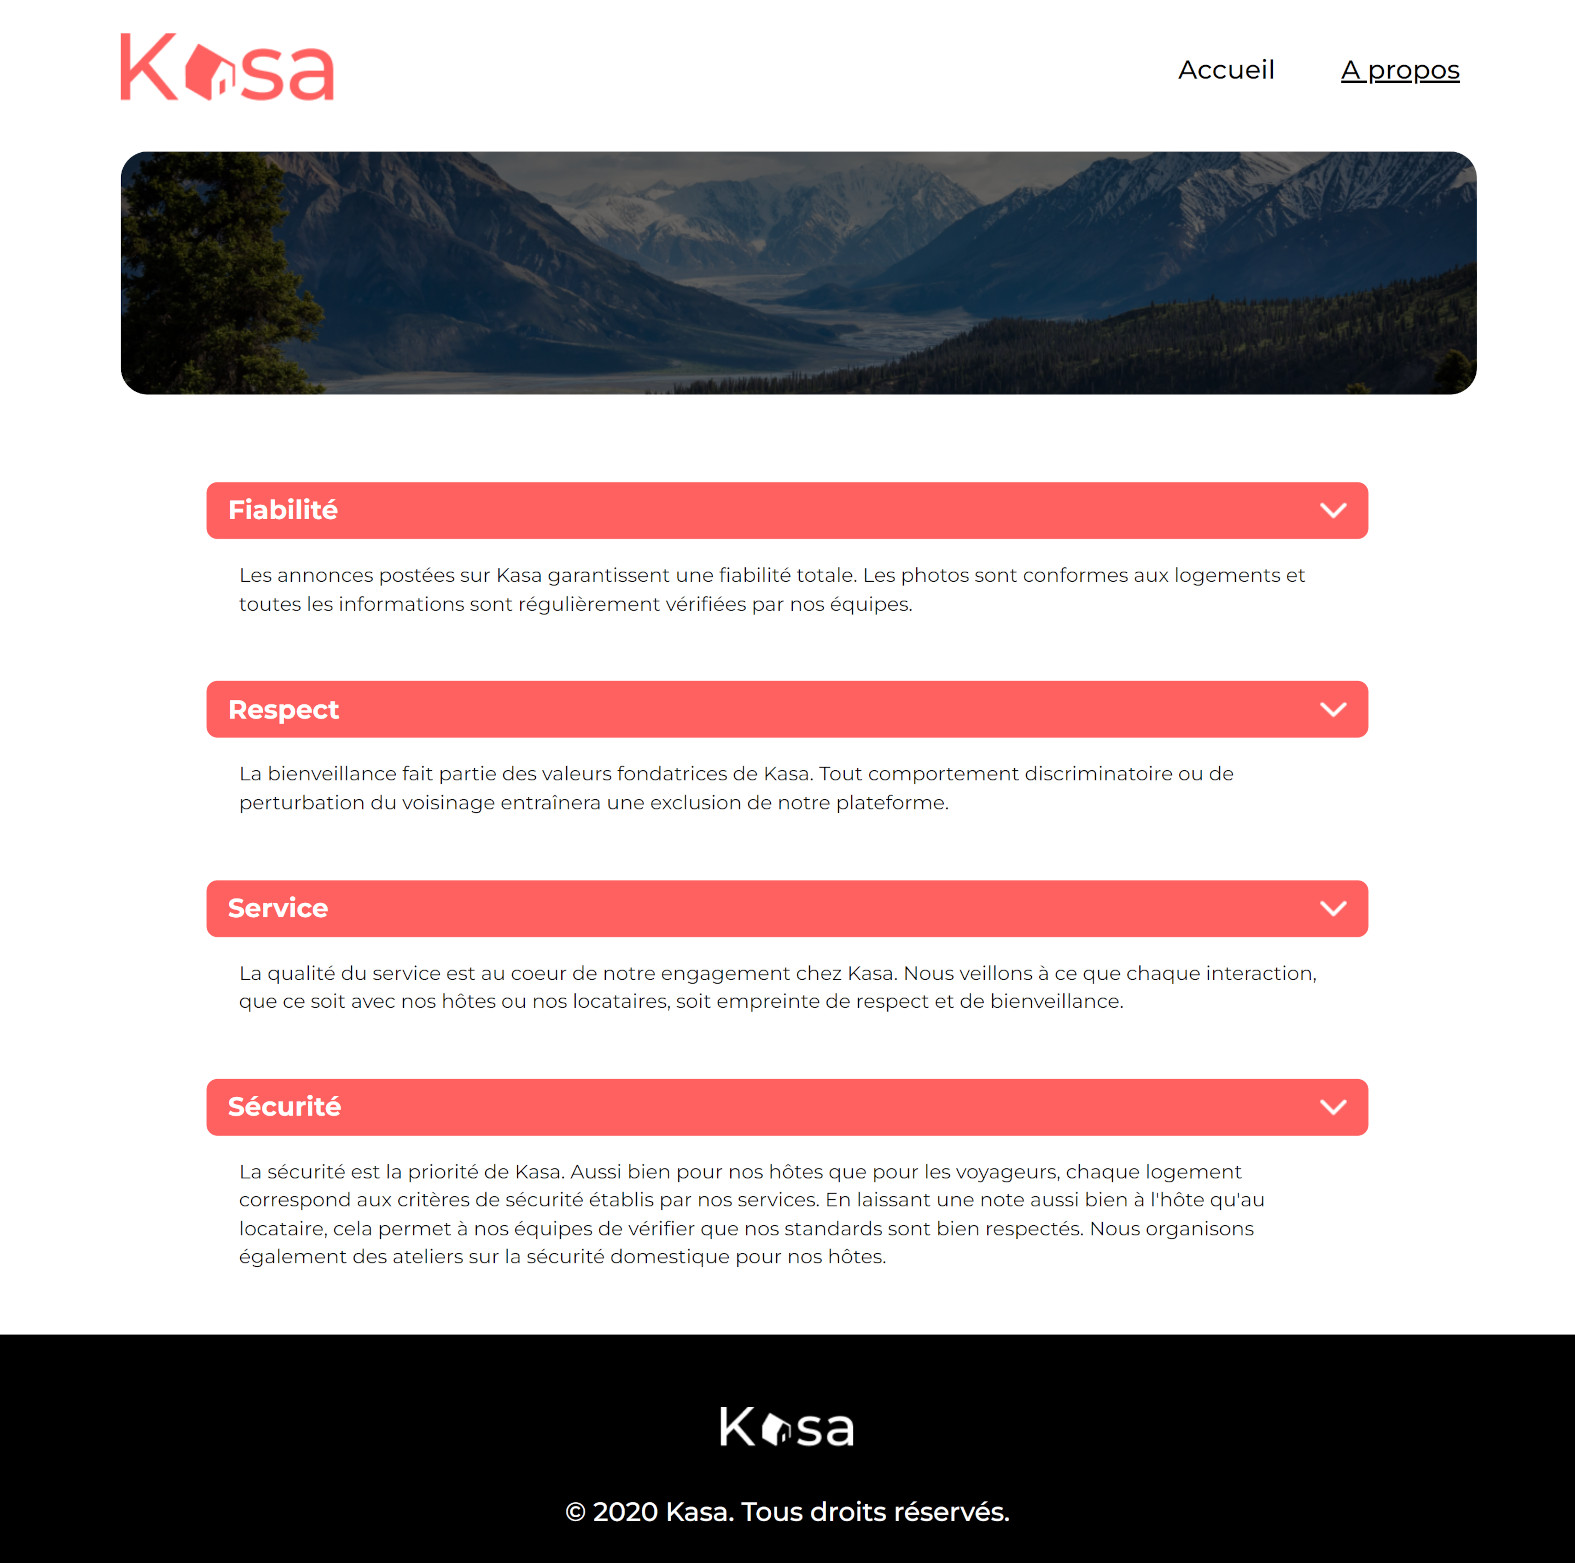 Kasa
Accueil
A propos
Fiabilité
Les annonces postées sur Kasa garantissent une fiabilité totale. Les photos sont conformes aux logements et
toutes les informations sont régulièrement vérifiées par nos équipes.
Respect
La bienveillance fait partie des valeurs fondatrices de Kasa. Tout comportement discriminatoire ou de
perturbation du voisinage entraînera une exclusion de notre plateforme.
Service
La qualité du service est au coeur de notre engagement chez Kasa. Nous veillons à ce que chaque interaction,
que ce soit avec nos hôtes ou nos locataires, soit empreinte de respect et de bienveillance.
Sécurité
La sécurité est la priorité de Kasa. Aussi bien pour nos hôtes que pour les voyageurs, chaque logement
correspond aux critères de sécurité établis par nos services. En laissant une note aussi bien à l'hôte qu'au
locataire, cela permet à nos équipes de vérifier que nos standards sont bien respectés. Nous organisons
également des ateliers sur la sécurité domestique pour nos hôtes.
Kasa
© 2020 Kasa. Tous droits réservés.